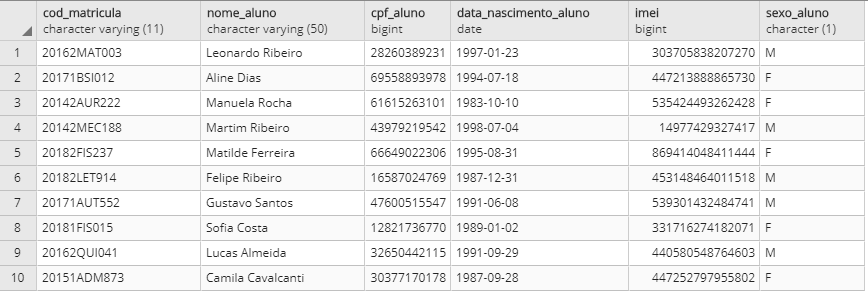 cod_matricula nome_aluno cpf_aluno data_nascimento_aluno imei sexo_aluno
character varying (11) character varying (50) bigint date bigint character (1)
1 20162MAT003 Leonardo Ribeiro 28260389231 1997-01-23 303705838207270 M
2 20171BSI012 Aline Dias 69558893978 1994-07-18 447213888865730 F
3 20142AUR222 Manuela Rocha 61615263101 1983-10-10 535424493262428 F
4 20142MEC188 Martim Ribeiro 43979219542 1998-07-04 14977429327417 M
5 20182FIS237 Matilde Ferreira 66649022306 1995-08-31 869414048411444 F
6 20182LET914 Felipe Ribeiro 16587024769 1987-12-31 453148464011518 M
7 20171AUT552 Gustavo Santos 47600515547 1991-06-08 539301432484741 M
8 20181FIS015 Sofia Costa 12821736770 1989-01-02 331716274182071 F
9 20162QUI041 Lucas Almeida 32650442115 1991-09-29 440580548764603 M
10 20151ADM873 Camila Cavalcanti 30377170178 1987-09-28 447252797955802 F